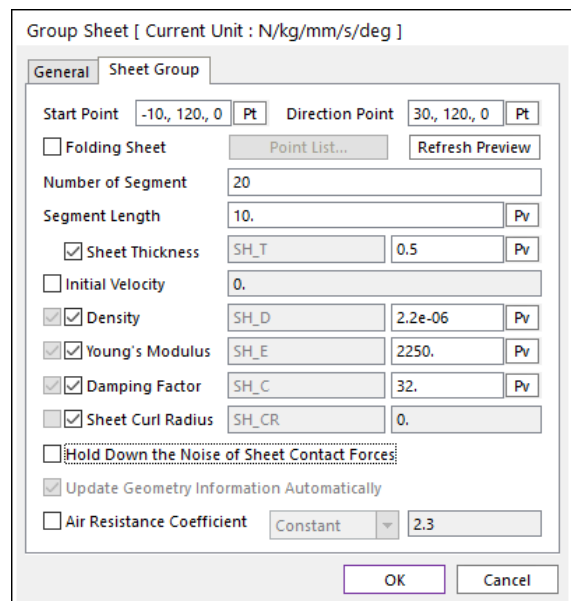 Group Sheet [ Current Unit : N/kg/mm/s/deg ]
General Sheet Group
Start Point -10., 120., 0 Pt Direction Point 30., 120., 0 Pt
Folding Sheet Point List... Refresh Preview
Number of Segment 20
Segment Length 10. Pv
Sheet Thickness SH_T 0.5 Pv
Initial Velocity 0.
Density SH_D 2.2e-06 Pv
Young's Modulus SH_E 2250. Pv
Damping Factor SH_C 32. Pv
Sheet Curl Radius SH_CR 0.
Hold Down the Noise of Sheet Contact Forces
Update Geometry Information Automatically
Air Resistance Coefficient Constant 2.3
OK Cancel